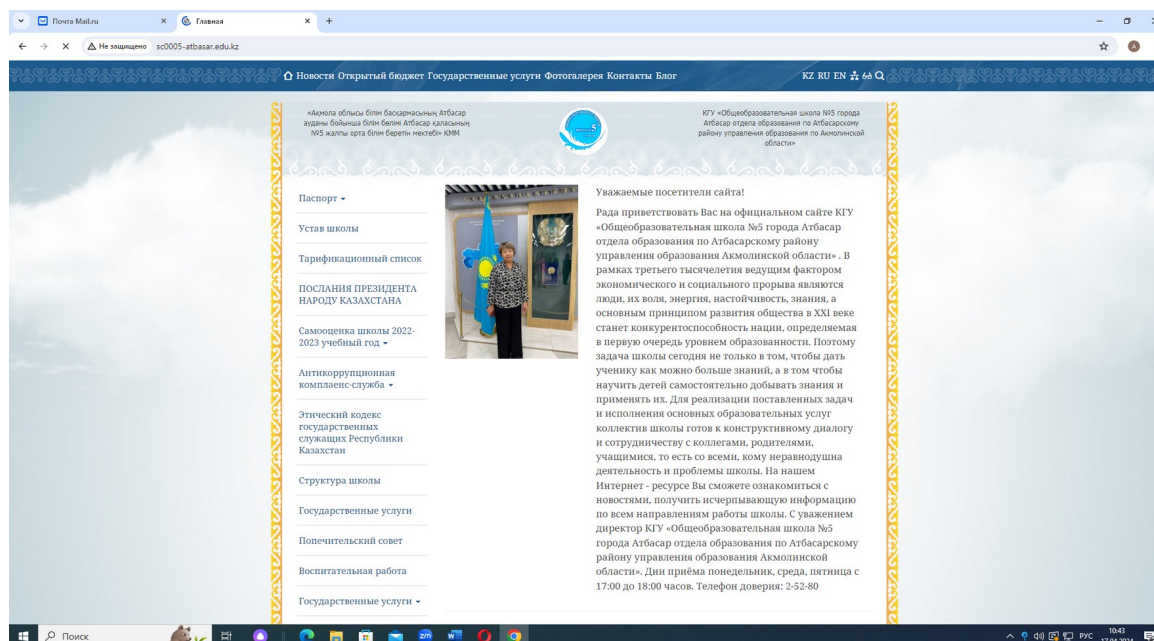 Почта Mail.ru
Главная
Не защищено sc0005-atbasar.edu.kz
Новости Открытый бюджет Государственные услуги Фотогалерея Контакты Блог
KZ RU EN
«Ақмола облысы білім басқармасының Атбасар
ауданы бойынша білім бөлімі Атбасар қаласының
№5 жалпы орта білім беретін мектебі» КММ
5
КГУ «Общеобразовательная школа №5 города
Атбасар отдела образования по Атбасарскому
району управления образования по Акмолинской
области»
Паспорт
Устав школы
Тарификационный список
ПОСЛАНИЯ ПРЕЗИДЕНТА
НАРОДУ КАЗАХСТАНА
Самооценка школы 2022-
2023 учебный год
Антикоррупционная
комплаенс-служба
Этический кодекс
государственных
служащих Республики
Казахстан
Структура школы
Государственные услуги
Попечительский совет
Воспитательная работа
Государственные услуги
Уважаемые посетители сайта!
Рада приветствовать Вас на официальном сайте КГУ
«Общеобразовательная школа №5 города Атбасар
отдела образования по Атбасарскому району
управления образования Акмолинской области» . В
рамках третьего тысячелетия ведущим фактором
экономического и социального прорыва являются
люди, их воля, энергия, настойчивость, знания, а
основным принципом развития общества в XXI веке
станет конкурентоспособность нации, определяемая
в первую очередь уровнем образованности. Поэтому
задача школы сегодня не только в том, чтобы дать
ученику как можно больше знаний, а в том чтобы
научить детей самостоятельно добывать знания и
применять их. Для реализации поставленных задач
и исполнения основных образовательных услуг
коллектив школы готов к конструктивному диалогу
и сотрудничеству с коллегами, родителями,
учащимися, то есть со всеми, кому неравнодушна
деятельность и проблемы школы. На нашем
Интернет - ресурсе Вы сможете ознакомиться с
новостями, получить исчерпывающую информацию
по всем направлениям работы школы. С уважением
директор КГУ «Общеобразовательная школа №5
города Атбасар отдела образования по Атбасарскому
району управления образования Акмолинской
области». Дни приёма понедельник, среда, пятница с
17:00 до 18:00 часов. Телефон доверия: 2-52-80
Поиск
zm
РУС
10:43
17.04.2024